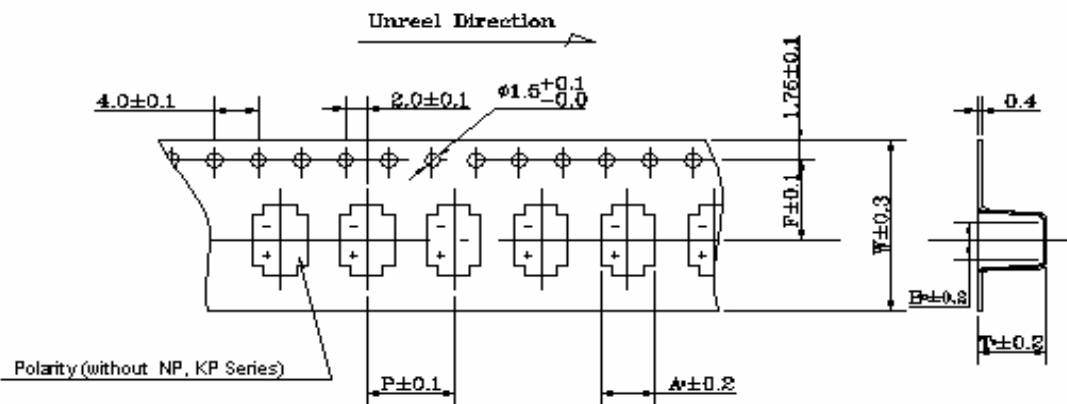 Unreel Direction
4.0±0.1
2.0±0.1
ø1.5+0.1
-0.0
1.75±0.1
0.4
F±0.1
W±0.3
- - - - - -
+ + + + +
±0.2
T±0.2
Polarity (without NP, KP Series)
P±0.1
A±0.2